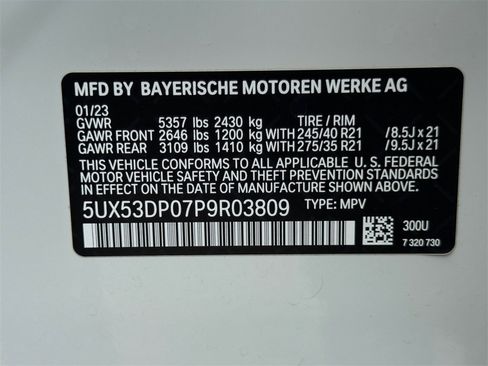 MFD BY BAYERISCHE MOTOREN WERKE AG
01/23
GVWR 5357 lbs 2430 kg TIRE / RIM
GAWR FRONT 2646 lbs 1200 kg WITH 245/40 R21 /8.5J x 21
GAWR REAR 3109 lbs 1410 kg WITH 275/35 R21 /9.5J x 21
THIS VEHICLE CONFORMS TO ALL APPLICABLE U. S. FEDERAL
MOTOR VEHICLE SAFETY AND THEFT PREVENTION STANDARDS
IN EFFECT ON THE DATE OF MANUFACTURE SHOWN ABOVE.
5UX53DP07P9R03809 TYPE: MPV
300U
7 320 730